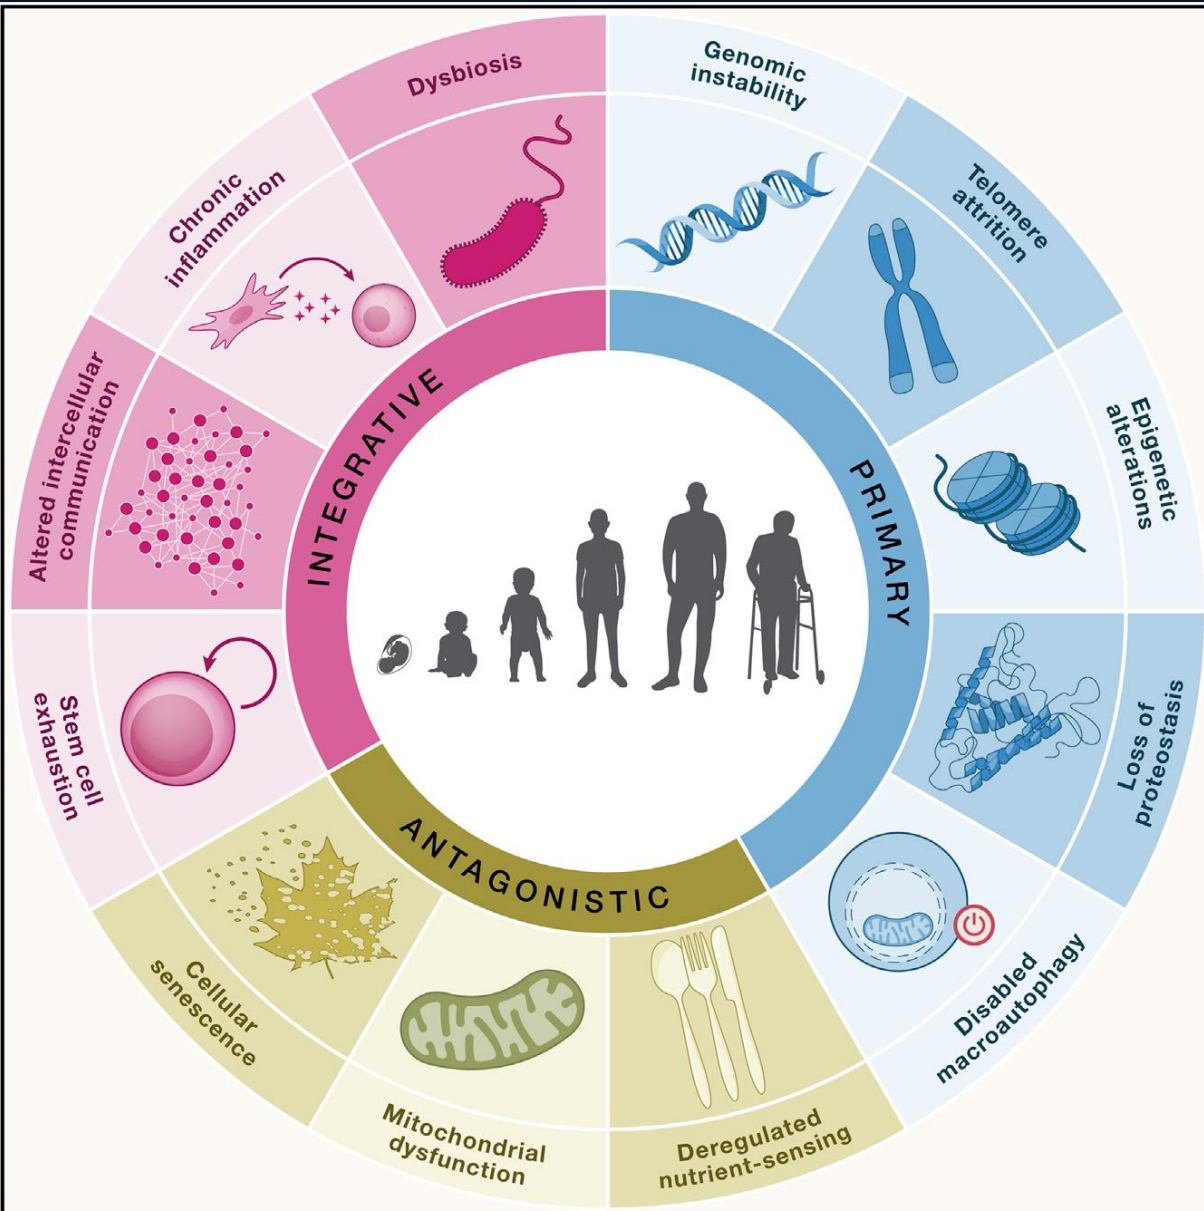 Genomic
instability
Telomere
attrition
Epigenetic
alterations
Loss of
proteostasis
Disabled
macroautophagy
Deregulated
nutrient-sensing
Mitochondrial
dysfunction
Cellular
senescence
Stem cell
exhaustion
Altered intercellular
communication
Chronic
inflammation
Dysbiosis
INTEGRATIVE
PRIMARY
ANTAGONISTIC